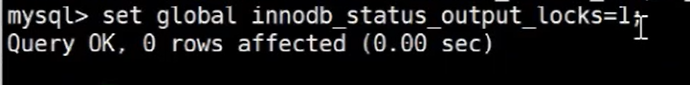 mysql> set global innodb_status_output_locks=1;
Query OK, 0 rows affected (0.00 sec)